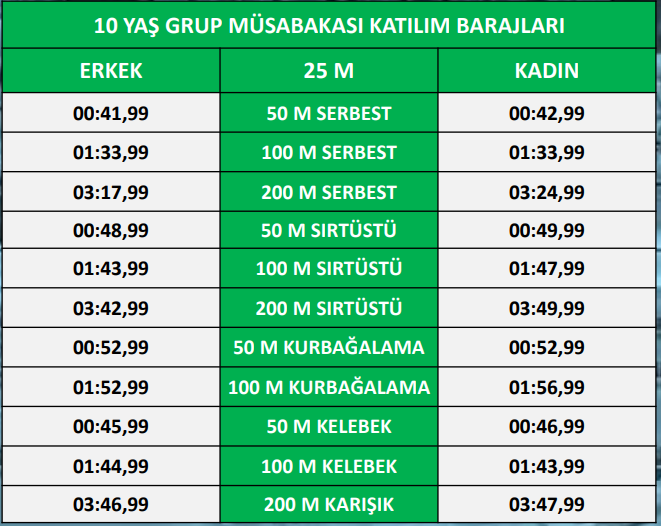 10 YAŞ GRUP MÜSABAKASI KATILIM BARAJLARI
ERKEK 25 M KADIN
00:41,99 50 M SERBEST 00:42,99
01:33,99 100 M SERBEST 01:33,99
03:17,99 200 M SERBEST 03:24,99
00:48,99 50 M SIRTÜSTÜ 00:49,99
01:43,99 100 M SIRTÜSTÜ 01:47,99
03:42,99 200 M SIRTÜSTÜ 03:49,99
00:52,99 50 M KURBAĞALAMA 00:52,99
01:52,99 100 M KURBAĞALAMA 01:56,99
00:45,99 50 M KELEBEK 00:46,99
01:44,99 100 M KELEBEK 01:43,99
03:46,99 200 M KARIŞIK 03:47,99